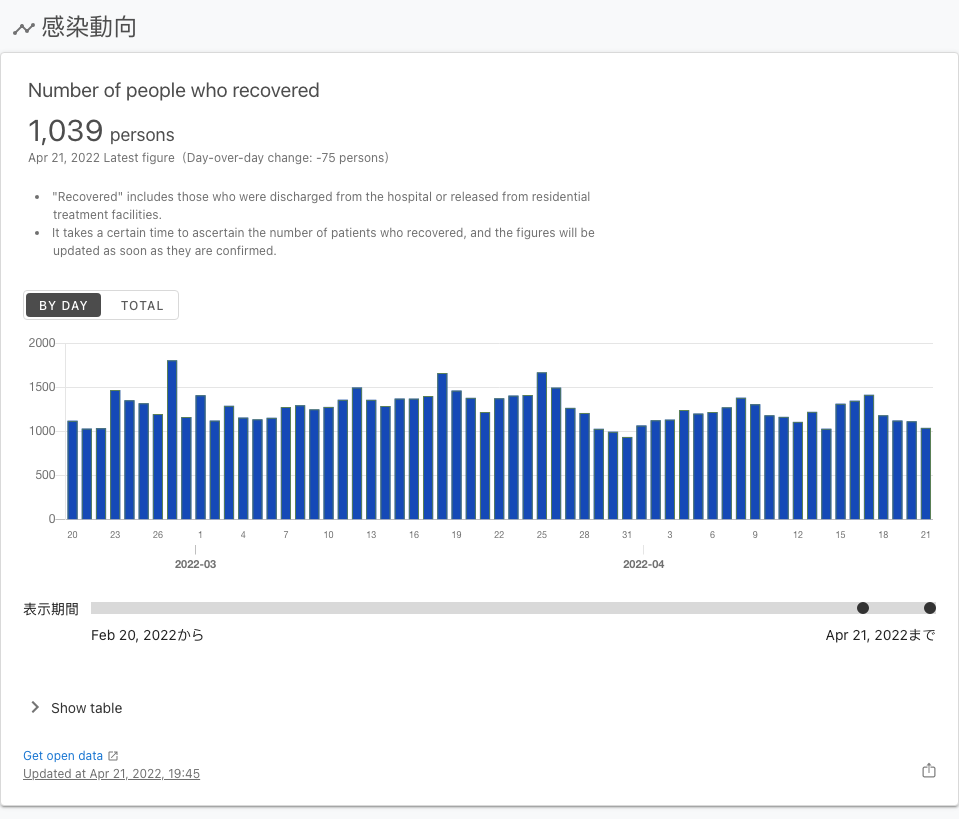 感染動向
Number of people who recovered
1,039 persons
Apr 21, 2022 Latest figure (Day-over-day change: -75 persons)
• "Recovered" includes those who were discharged from the hospital or released from residential
treatment facilities.
• It takes a certain time to ascertain the number of patients who recovered, and the figures will be
updated as soon as they are confirmed.
BY DAY TOTAL
2000
1500
1000
500
0
20 23 26 1 4 7 10 13 16 19 22 25 28 31 3 6 9 12 15 18 21
2022-03 2022-04
表示期間
Feb 20, 2022から Apr 21, 2022まで
Show table
Get open data
Updated at Apr 21, 2022, 19:45